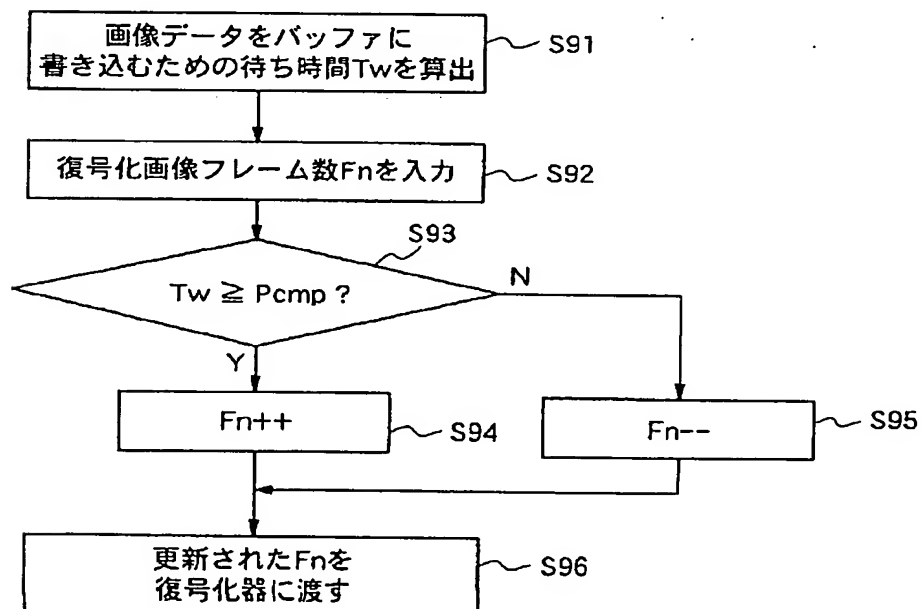 画像データをバッファに
書き込むための待ち時間Twを算出
S91
復号化画像フレーム数Fnを入力
S92
S93
Tw ≧ Pcmp ?
N
Y
Fn++
S94
Fn--
S95
更新されたFnを
復号化器に渡す
S96